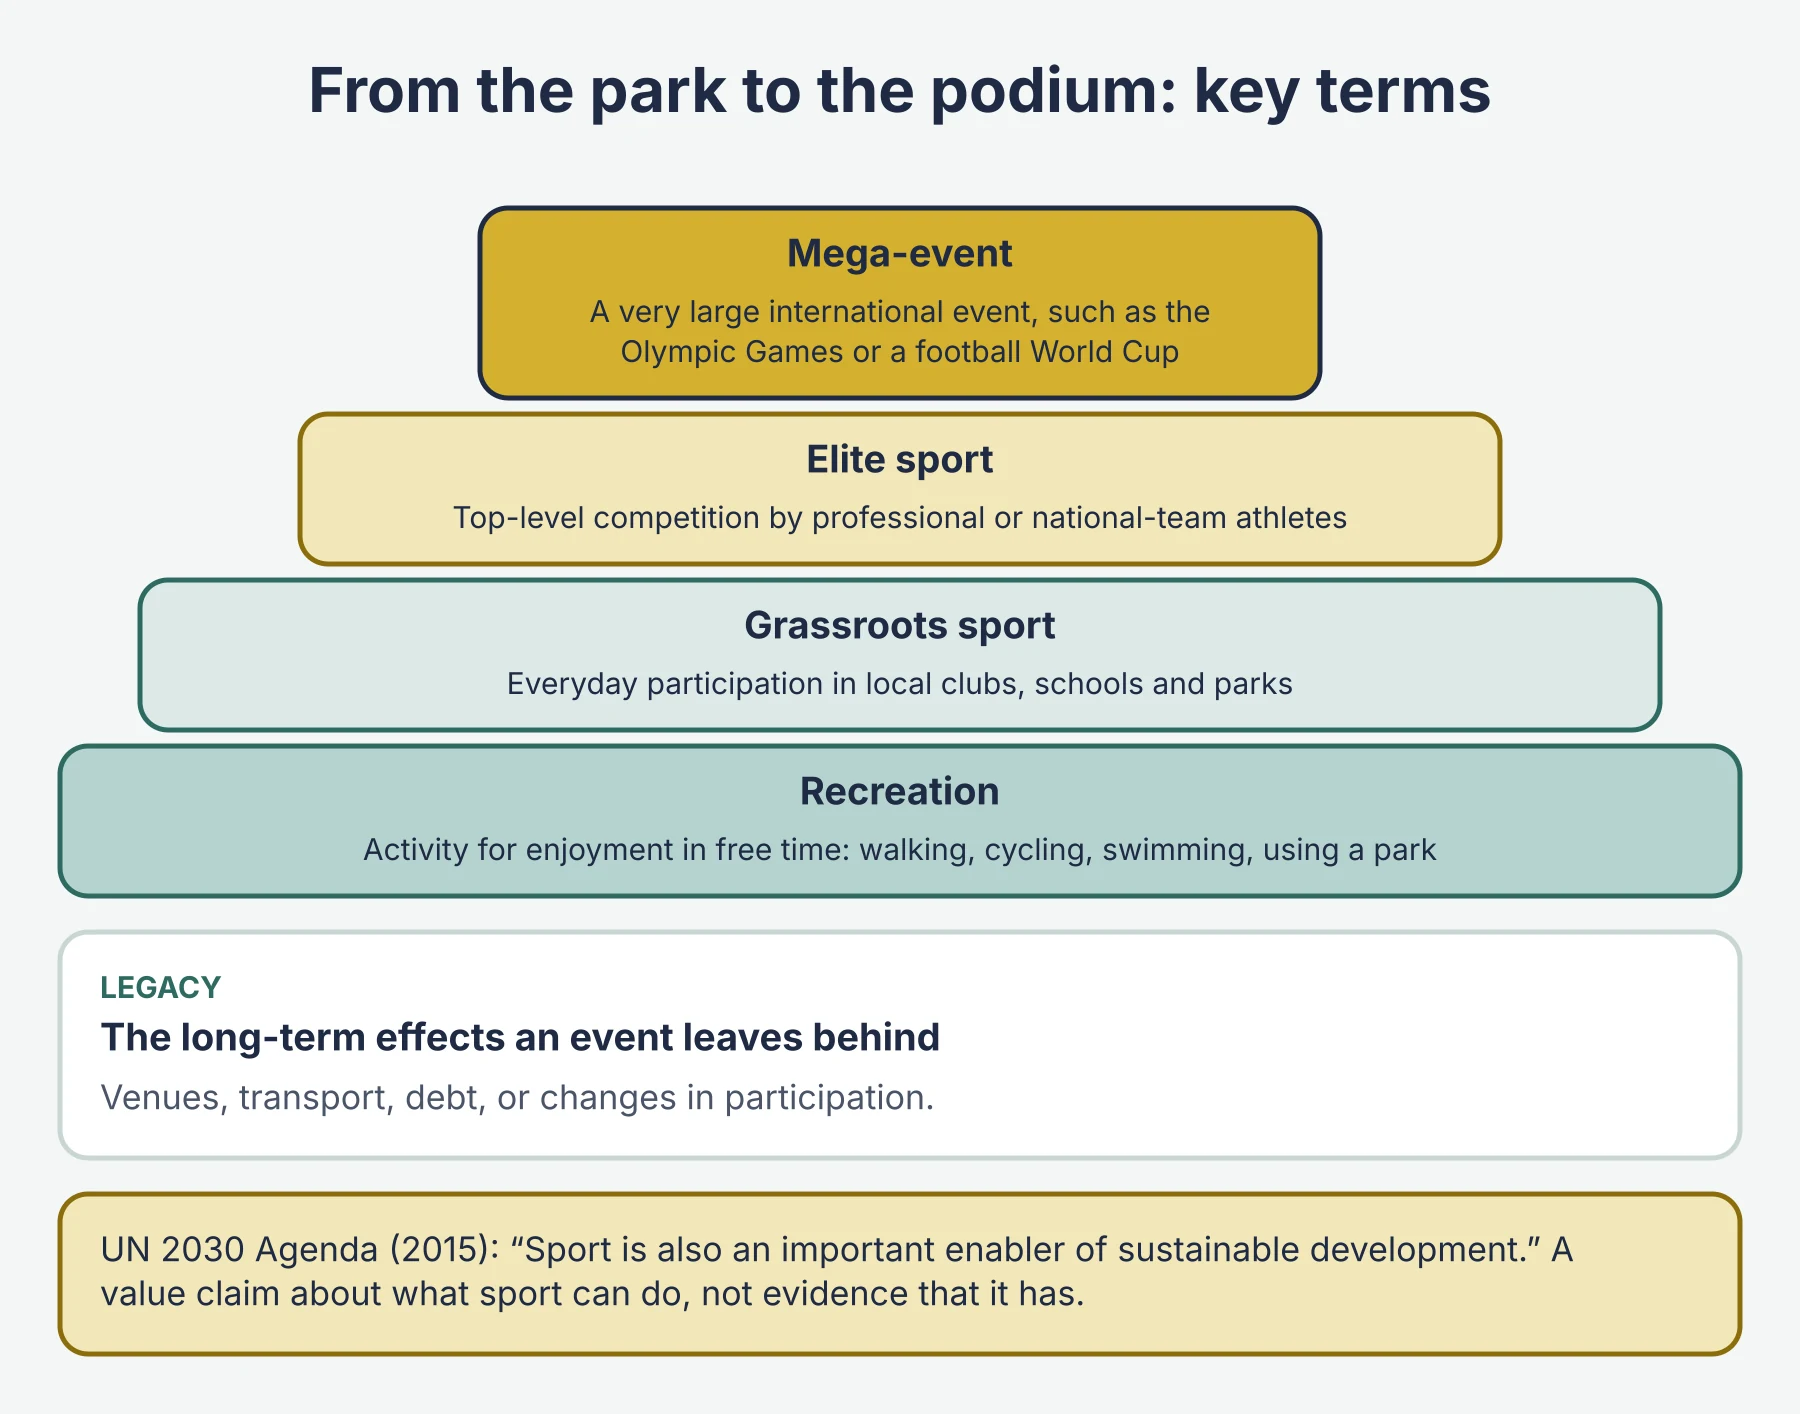 From the park to the podium: key terms
Mega-event
A very large international event, such as the
Olympic Games or a football World Cup
Elite sport
Top-level competition by professional or national-team athletes
Grassroots sport
Everyday participation in local clubs, schools and parks
Recreation
Activity for enjoyment in free time: walking, cycling, swimming, using a park
LEGACY
The long-term effects an event leaves behind
Venues, transport, debt, or changes in participation.
UN 2030 Agenda (2015): “Sport is also an important enabler of sustainable development.” A
value claim about what sport can do, not evidence that it has.